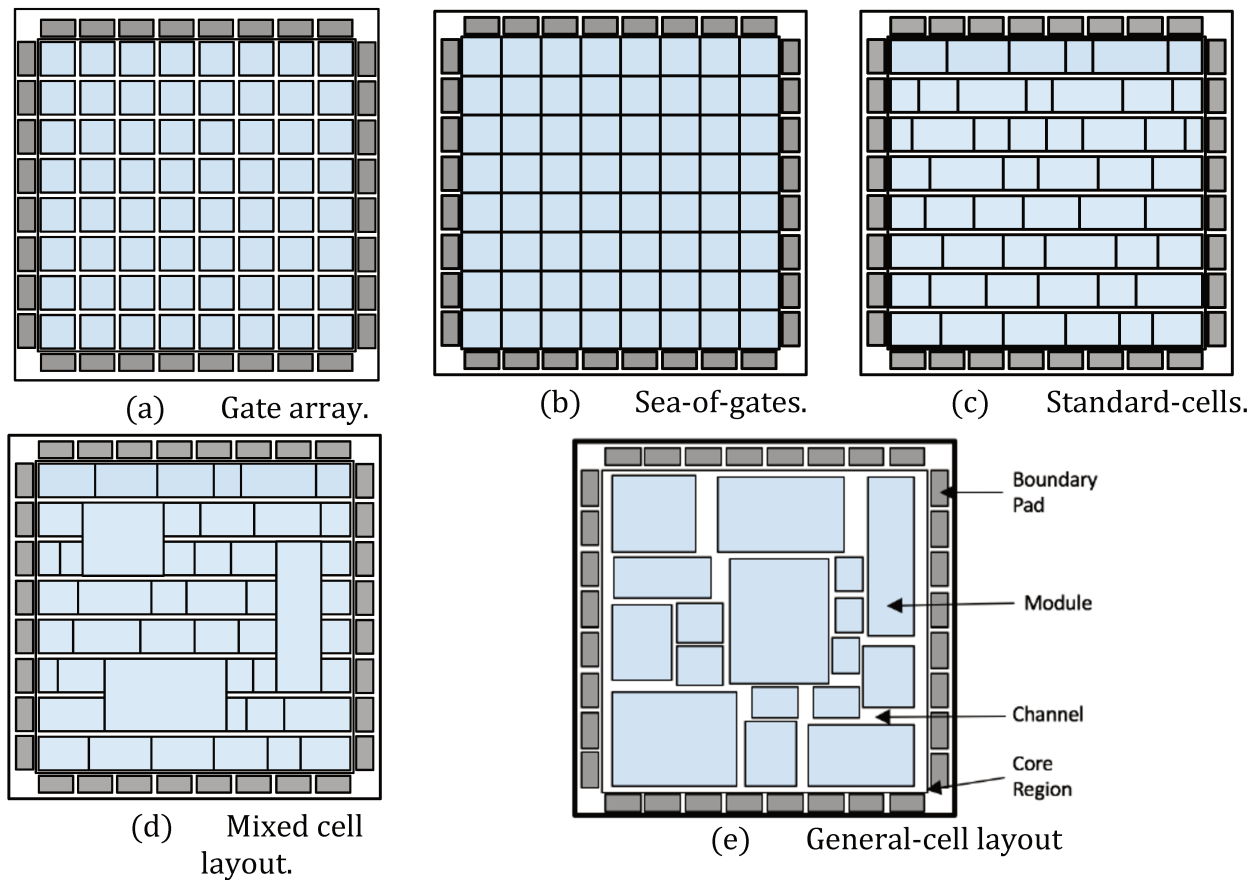 (a) Gate array.
(b) Sea-of-gates.
(c) Standard-cells.
Boundary
Pad
Module
Channel
Core
Region
(d) Mixed cell
layout.
(e) General-cell layout